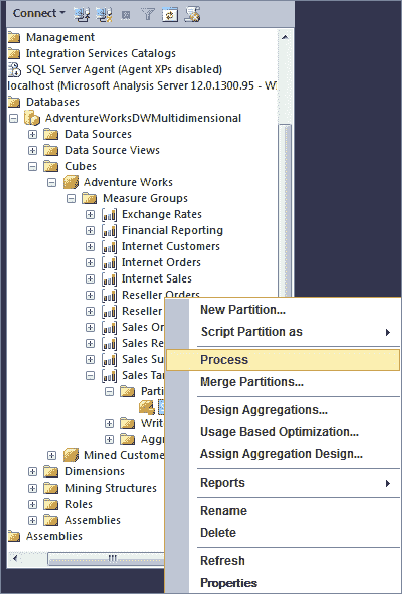 Connect
Management
Integration Services Catalogs
SQL Server Agent (Agent XPs disabled)
localhost (Microsoft Analysis Server 12.0.1300.95 -
Databases
AdventureWorksDWMultidimensional
Data Sources
Data Source Views
Cubes
Adventure Works
Measure Groups
Exchange Rates
Financial Reporting
Internet Customers
Internet Orders
Internet Sales
Reseller Orders
Reseller
Sales Or
Sales Re
Sales Su
Sales Tar
Parti
Writ
Aggr
Mined Custome
Dimensions
Mining Structures
Roles
Assemblies
Assemblies
New Partition...
Script Partition as
Process
Merge Partitions...
Design Aggregations...
Usage Based Optimization...
Assign Aggregation Design...
Reports
Rename
Delete
Refresh
Properties